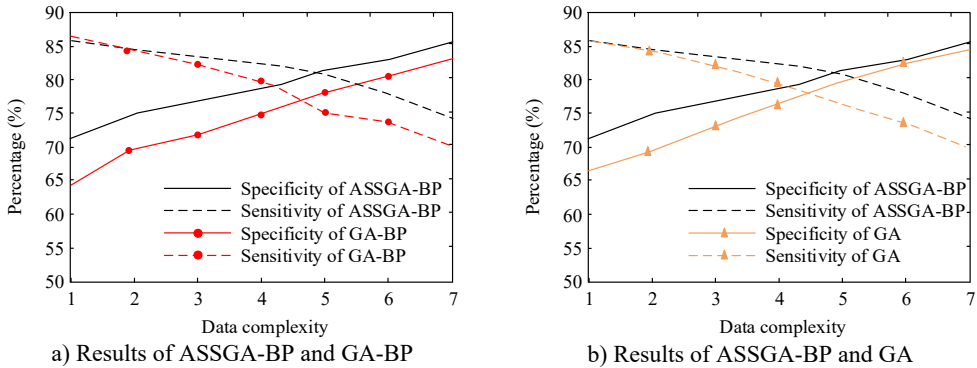 90
85
80
75
70
65
60
55
50
Percentage (%)
Specificity of ASSGA-BP
Sensitivity of ASSGA-BP
Specificity of GA-BP
Sensitivity of GA-BP
1 2 3 4 5 6 7
Data complexity
a) Results of ASSGA-BP and GA-BP
90
85
80
75
70
65
60
55
50
Percentage (%)
Specificity of ASSGA-BP
Sensitivity of ASSGA-BP
Specificity of GA
Sensitivity of GA
1 2 3 4 5 6 7
Data complexity
b) Results of ASSGA-BP and GA